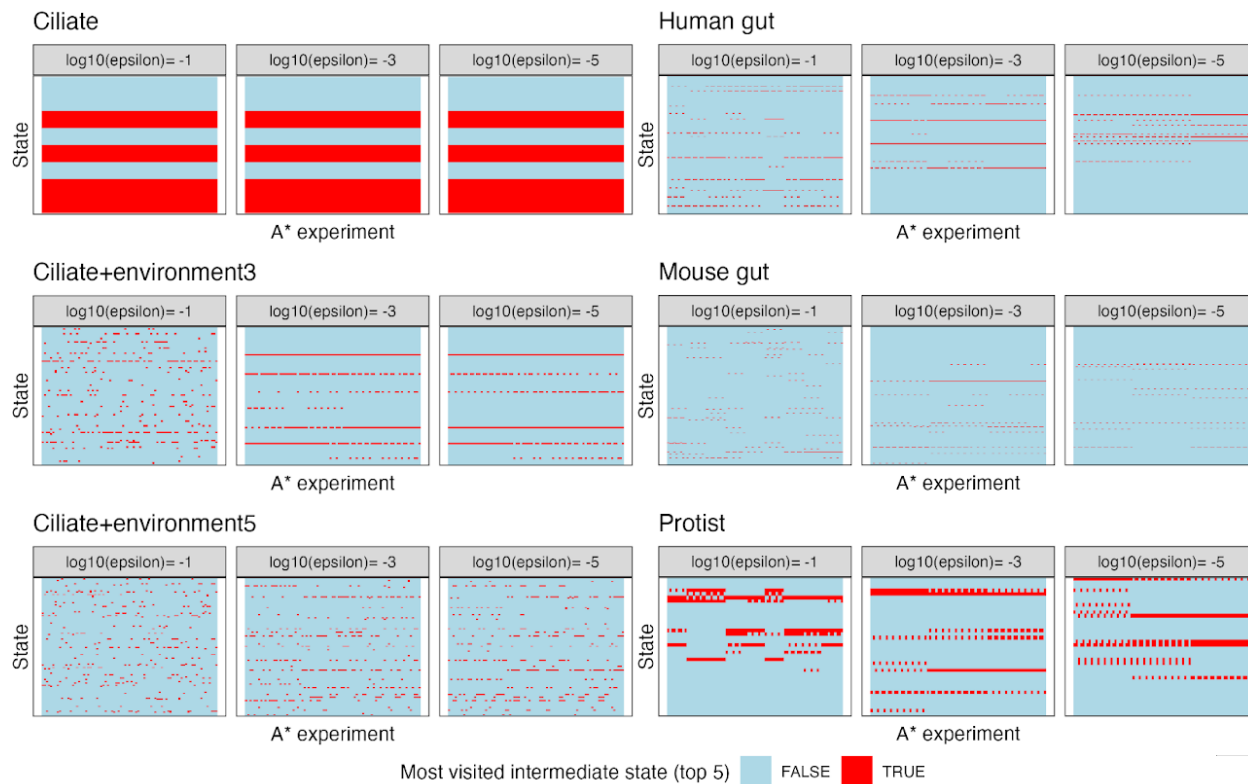 Ciliate
log10(epsilon)= -1 log10(epsilon)= -3 log10(epsilon)= -5
State
A* experiment
Human gut
log10(epsilon)= -1 log10(epsilon)= -3 log10(epsilon)= -5
State
A* experiment
Ciliate+environment3
log10(epsilon)= -1 log10(epsilon)= -3 log10(epsilon)= -5
State
A* experiment
Mouse gut
log10(epsilon)= -1 log10(epsilon)= -3 log10(epsilon)= -5
State
A* experiment
Ciliate+environment5
log10(epsilon)= -1 log10(epsilon)= -3 log10(epsilon)= -5
State
A* experiment
Protist
log10(epsilon)= -1 log10(epsilon)= -3 log10(epsilon)= -5
State
A* experiment
Most visited intermediate state (top 5) FALSE TRUE